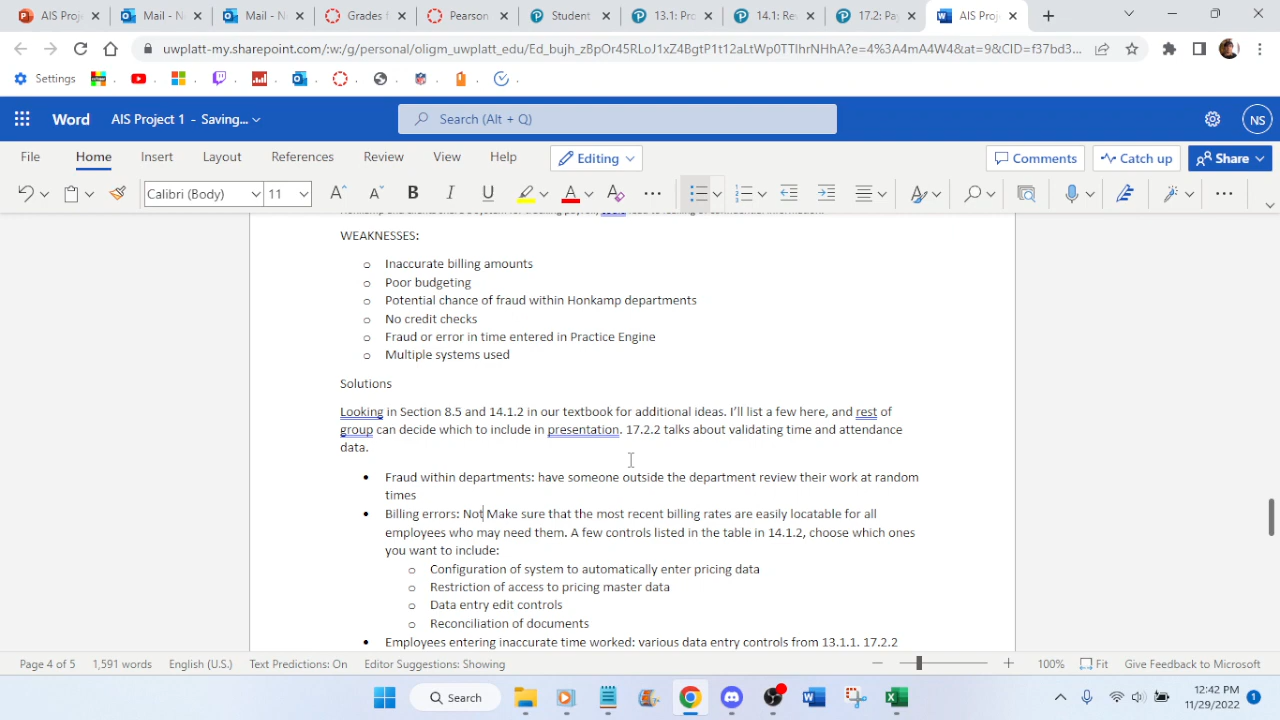 AIS Proj
Mail - N
Mail - N
Grades f
Pearson
Student
13.1: Pro
14.1: Re
17.2: Pay
AIS Proj
uwplatt-my.sharepoint.com/:w:/g/personal/oligm_uwplatt_edu/Ed_bujh_zBpOr45RLoJ1xZ4BgtP1t12aLtWp0TTlhtNHhA?e=4%3A4mA4W4&at=9&CID=f37bd3...
Settings
Word AIS Project 1 - Saving... Search (Alt + Q) NS
File Home Insert Layout References Review View Help Editing Comments Catch up Share
Calibri (Body) 11
WEAKNESSES:
o Inaccurate billing amounts
o Poor budgeting
o Potential chance of fraud within Honkamp departments
o No credit checks
o Fraud or error in time entered in Practice Engine
o Multiple systems used
Solutions
Looking in Section 8.5 and 14.1.2 in our textbook for additional ideas. I'll list a few here, and rest of
group can decide which to include in presentation. 17.2.2 talks about validating time and attendance
data.
• Fraud within departments: have someone outside the department review their work at random
times
• Billing errors: Not Make sure that the most recent billing rates are easily locatable for all
employees who may need them. A few controls listed in the table in 14.1.2, choose which ones
you want to include:
o Configuration of system to automatically enter pricing data
o Restriction of access to pricing master data
o Data entry edit controls
o Reconciliation of documents
• Employees entering inaccurate time worked: various data entry controls from 13.1.1. 17.2.2
Page 4 of 5 1,591 words English (U.S.) Text Predictions: On Editor Suggestions: Showing 100% Fit Give Feedback to Microsoft
Search
12:42 PM
11/29/2022
1